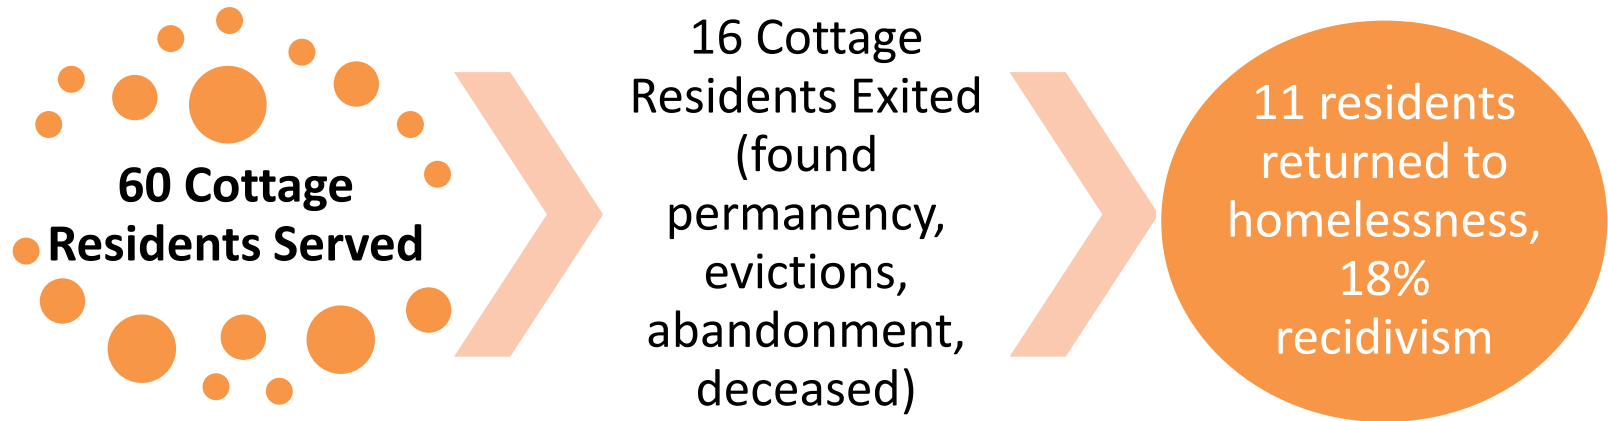 60 Cottage
Residents Served
16 Cottage
Residents Exited
(found
permanency,
evictions,
abandonment,
deceased)
11 residents
returned to
homelessness,
18%
recidivism